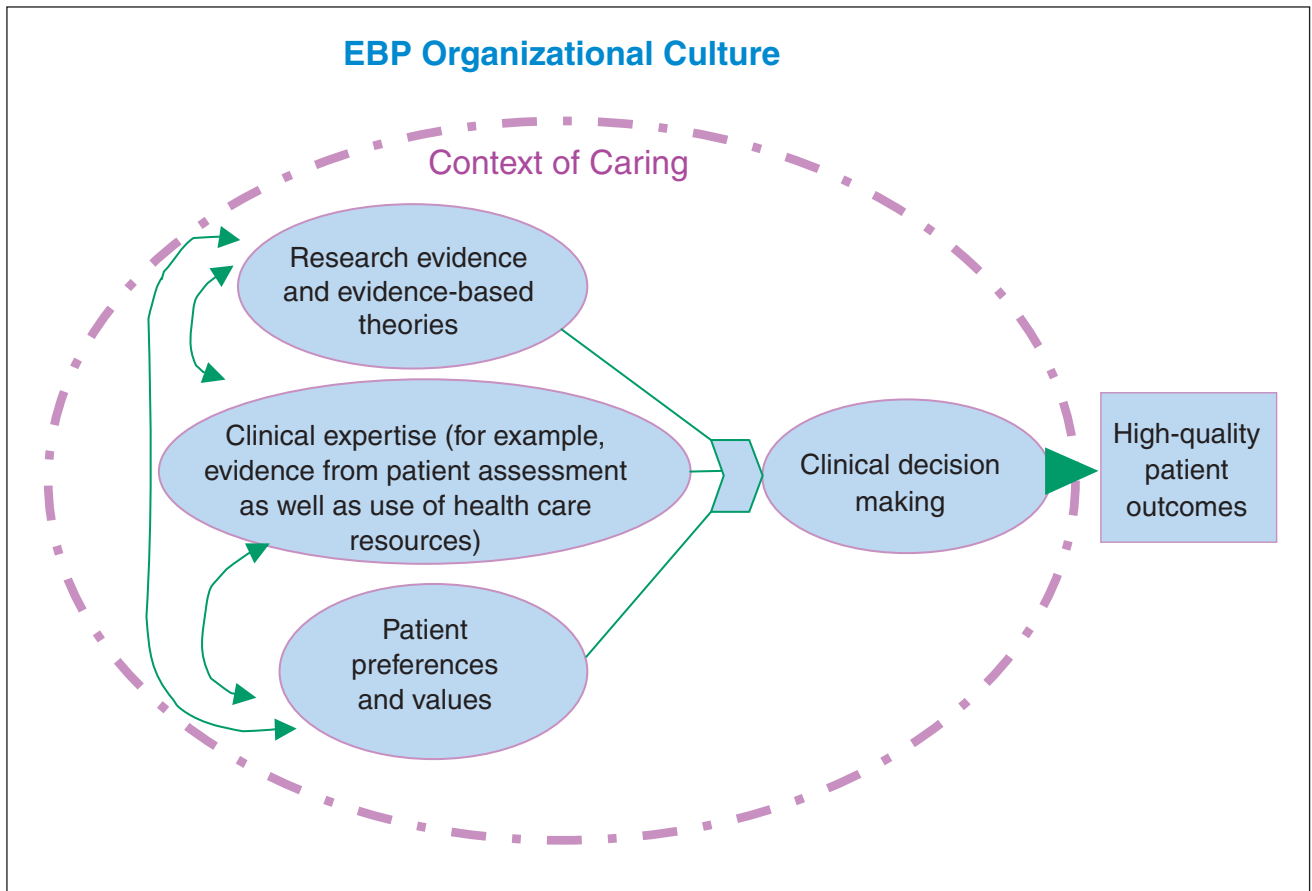 EBP Organizational Culture
Context of Caring
Research evidence
and evidence-based
theories
Clinical expertise (for example,
evidence from patient assessment
as well as use of health care
resources)
Patient
preferences
and values
Clinical decision
making
High-quality
patient
outcomes